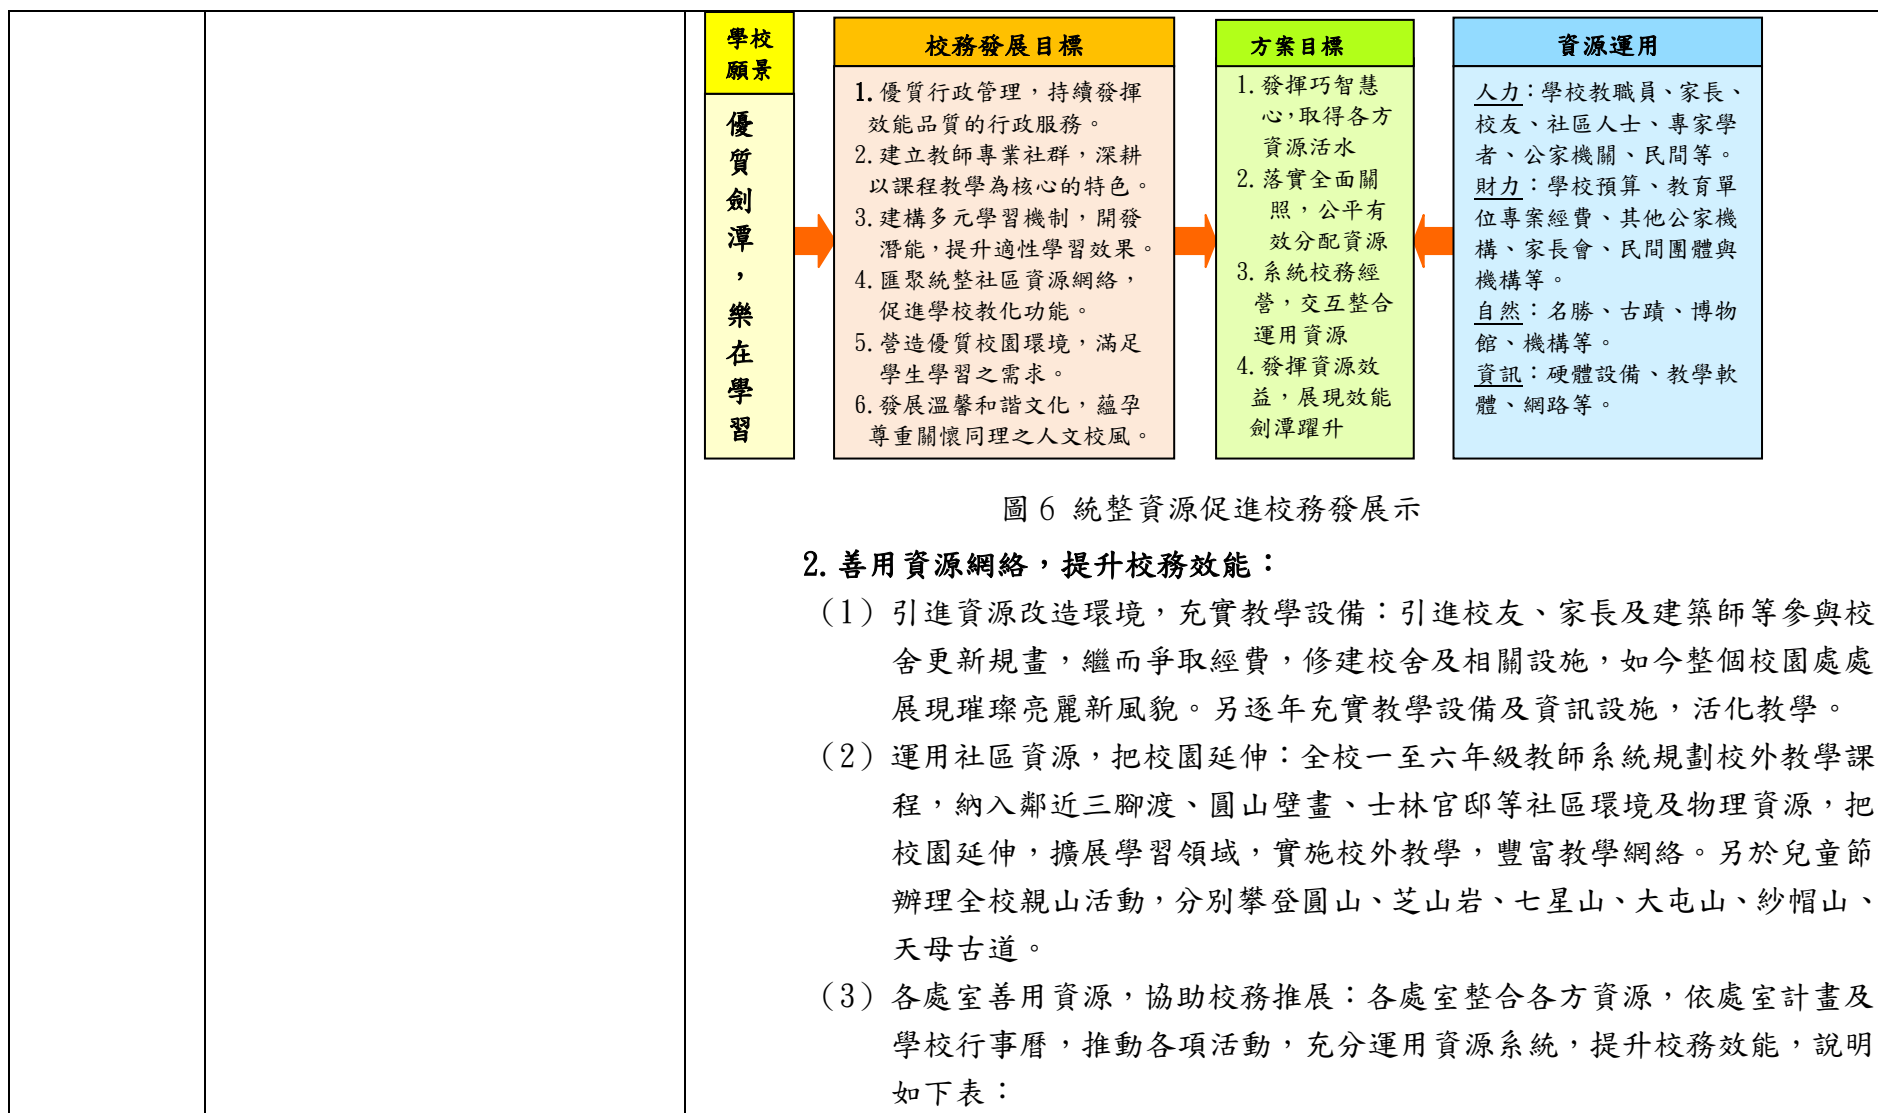 學校
願景
優
質
劍
潭
，
樂
在
學
習
校務發展目標
1.優質行政管理，持續發揮
效能品質的行政服務。
2.建立教師專業社群，深耕
以課程教學為核心的特色。
3.建構多元學習機制，開發
潛能，提升適性學習效果。
4.匯聚統整社區資源網絡，
促進學校教化功能。
5.營造優質校園環境，滿足
學生學習之需求。
6.發展溫馨和諧文化，蘊孕
尊重關懷同理之人文校風。
方案目標
1.發揮巧智慧
心，取得各方
資源活水
2.落實全面關
照，公平有
效分配資源
3.系統校務經
營，交互整合
運用資源
4.發揮資源效
益，展現效能
劍潭躍升
資源運用
人力：學校教職員、家長、
校友、社區人士、專家學
者、公家機關、民間等。
財力：學校預算、教育單
位專案經費、其他公家機
構、家長會、民間團體與
機構等。
自然：名勝、古蹟、博物
館、機構等。
資訊：硬體設備、教學軟
體、網路等。
圖 6 統整資源促進校務發展示
2.善用資源網絡，提升校務效能：
（1）引進資源改造環境，充實教學設備：引進校友、家長及建築師等參與校
舍更新規畫，繼而爭取經費，修建校舍及相關設施，如今整個校園處處
展現璀璨亮麗新風貌。另逐年充實教學設備及資訊設施，活化教學。
（2）運用社區資源，把校園延伸：全校一至六年級教師系統規劃校外教學課
程，納入鄰近三腳渡、圓山壁畫、士林官邸等社區環境及物理資源，把
校園延伸，擴展學習領域，實施校外教學，豐富教學網絡。另於兒童節
辦理全校親山活動，分別攀登圓山、芝山岩、七星山、大屯山、紗帽山、
天母古道。
（3）各處室善用資源，協助校務推展：各處室整合各方資源，依處室計畫及
學校行事曆，推動各項活動，充分運用資源系統，提升校務效能，說明
如下表：